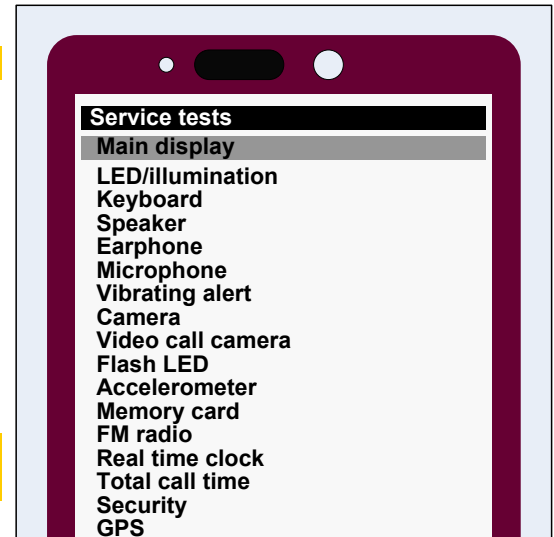 Service tests
Main display
LED/illumination
Keyboard
Speaker
Earphone
Microphone
Vibrating alert
Camera
Video call camera
Flash LED
Accelerometer
Memory card
FM radio
Real time clock
Total call time
Security
GPS